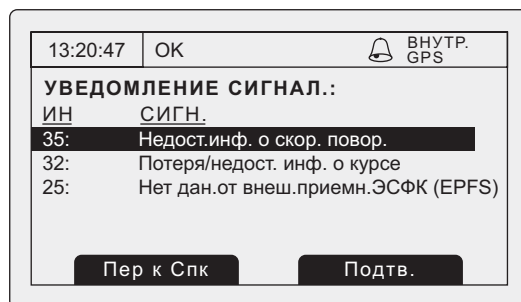 13:20:47 OK ВНУТР.
GPS
УВЕДОМЛЕНИЕ СИГНАЛ.:
ИН СИГН.
35: Недост.инф. о скор. повор.
32: Потеря/недост. инф. о курсе
25: Нет дан.от внеш.приемн.ЭСФК (EPFS)
Пер к Спк Подтв.